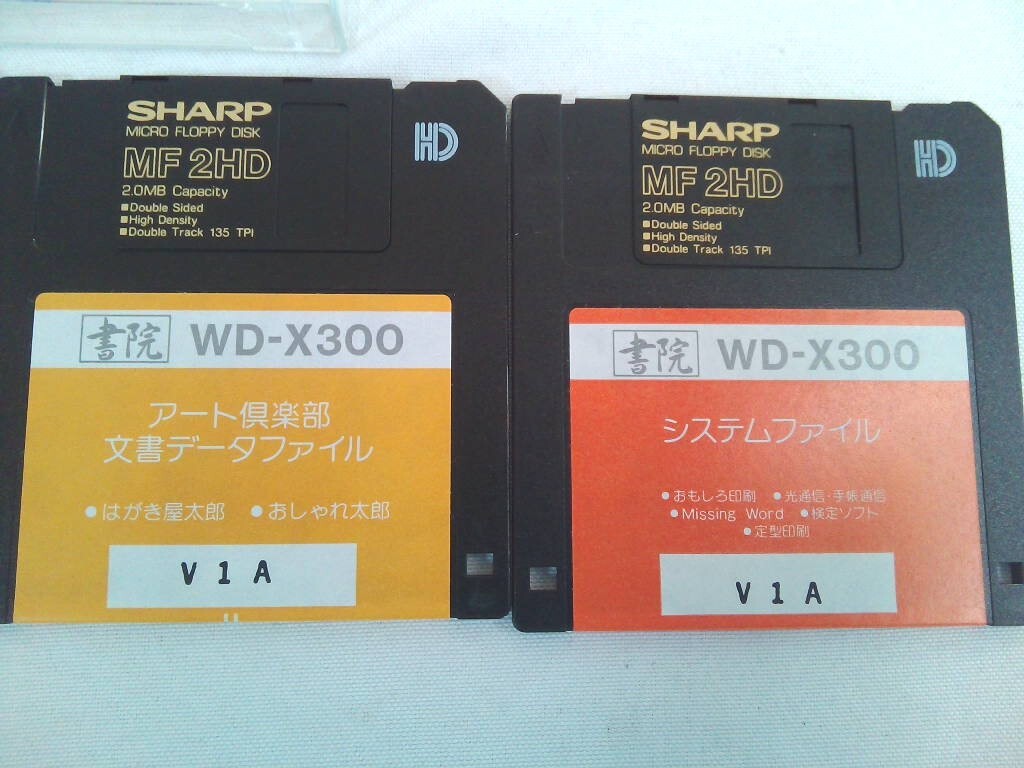 SHARP
MICRO FLOPPY DISK
MF 2HD
2.0MB Capacity
■Double Sided
■High Density
■Double Track 135 TPI
HD
書院 WD-X300
アート倶楽部
文書データファイル
●はがき屋太郎 ●おしゃれ太郎
V 1 A
SHARP
MICRO FLOPPY DISK
MF 2HD
2.0MB Capacity
■Double Sided
■High Density
■Double Track 135 TPI
HD
書院 WD-X300
システムファイル
●おもしろ印刷 ●光通信・手帳通信
●Missing Word ●検定ソフト
●定型印刷
V 1 A